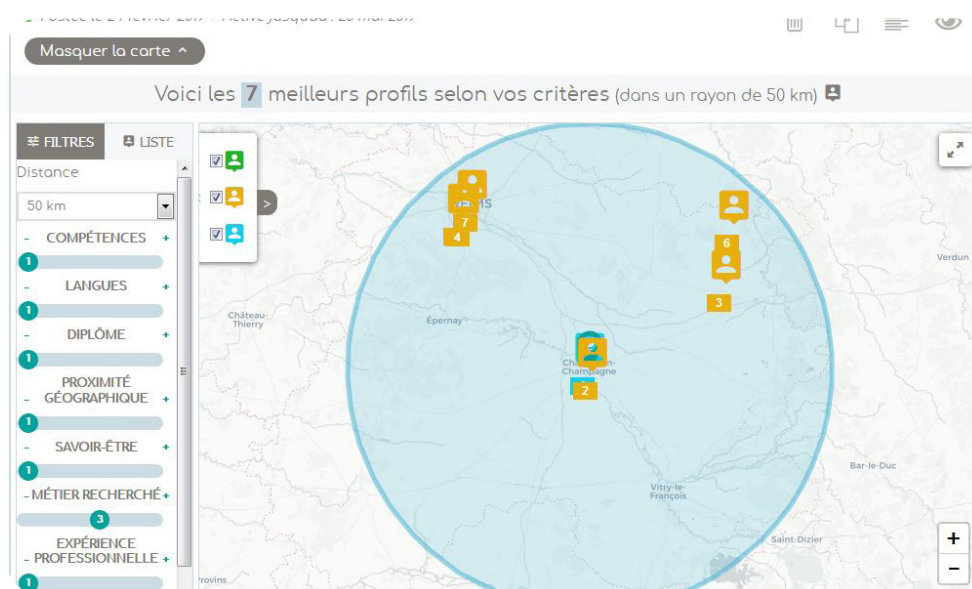 Masquer la carte ^
Voici les 7 meilleurs profils selon vos critères (dans un rayon de 50 km)
FILTRES
LISTE
Distance
50 km
- COMPÉTENCES +
1
- LANGUES +
1
- DIPLÔME +
1
PROXIMITÉ
- GÉOGRAPHIQUE +
1
- SAVOIR-ÊTRE +
1
- MÉTIER RECHERCHÉ +
3
EXPÉRIENCE
- PROFESSIONNELLE +
1
>
7
4
6
3
2
Verdun
Château-
Thierry
Épernay
Champagne
Bar-le-Duc
Vitry-le-
François
Saint-Dizier
Provins
+
−